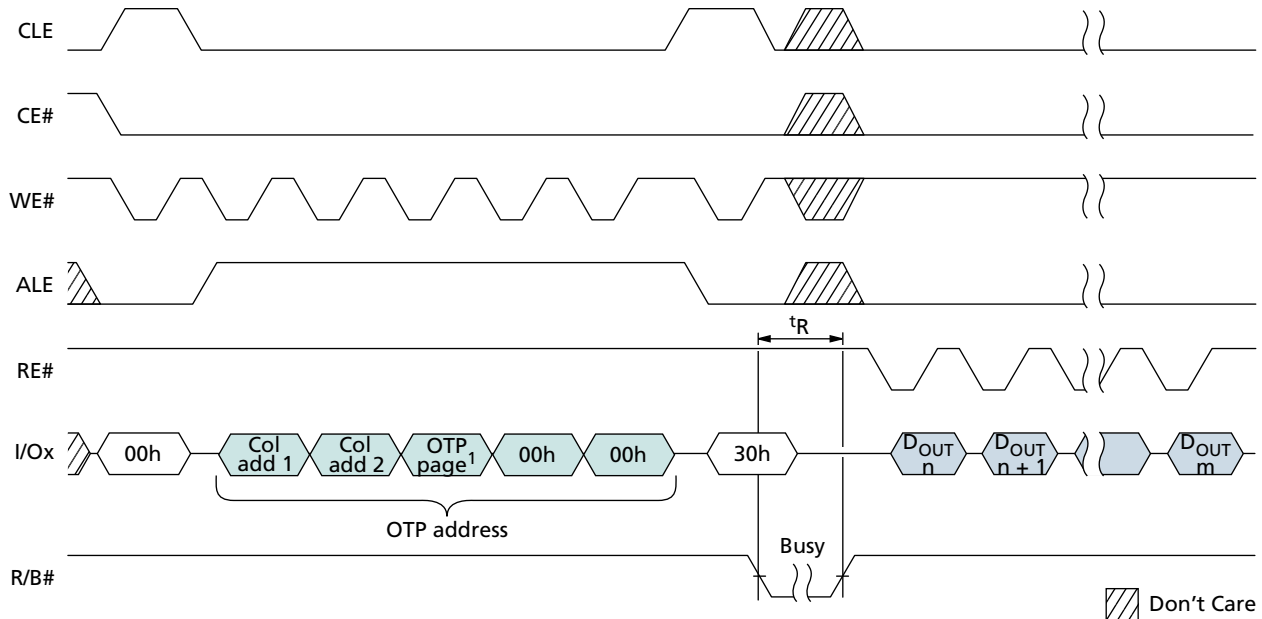 CLE
CE#
WE#
ALE
tR
RE#
I/Ox
00h
Col add 1
Col add 2
OTP page1
00h
00h
30h
DOUT n
DOUT n + 1
DOUT m
OTP address
Busy
R/B#
Don't Care